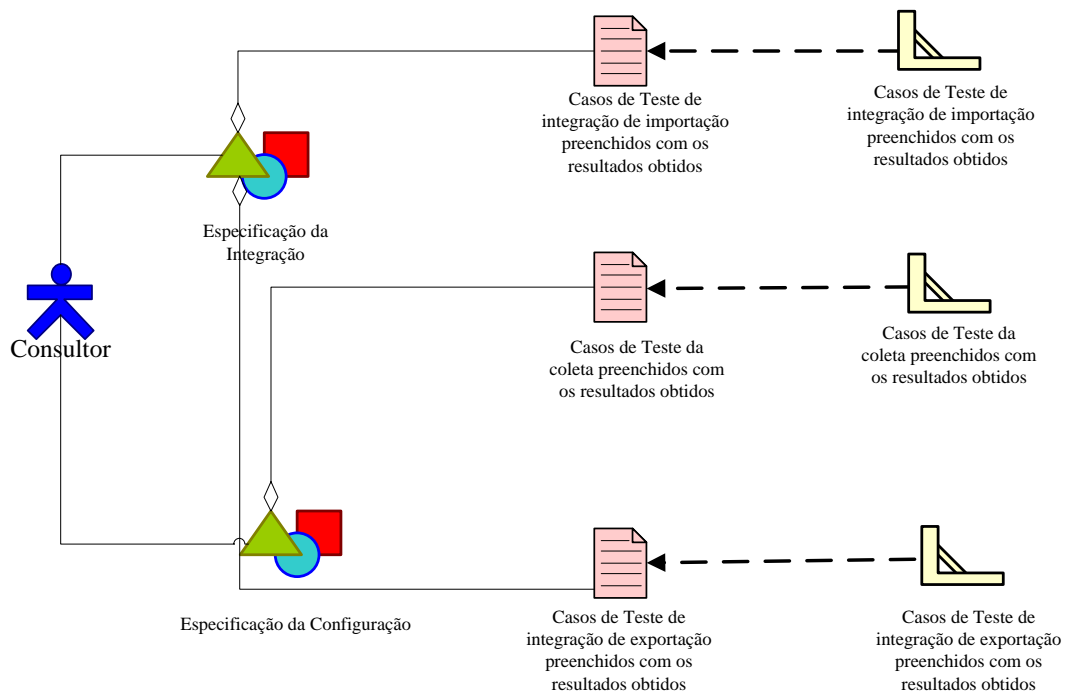 Casos de Teste de
integração de importação
preenchidos com os
resultados obtidos
Casos de Teste de
integração de importação
preenchidos com os
resultados obtidos
Especificação da
Integração
Consultor
Casos de Teste da
coleta preenchidos com
os resultados obtidos
Casos de Teste da
coleta preenchidos com
os resultados obtidos
Especificação da Configuração
Casos de Teste de
integração de exportação
preenchidos com os
resultados obtidos
Casos de Teste de
integração de exportação
preenchidos com os
resultados obtidos